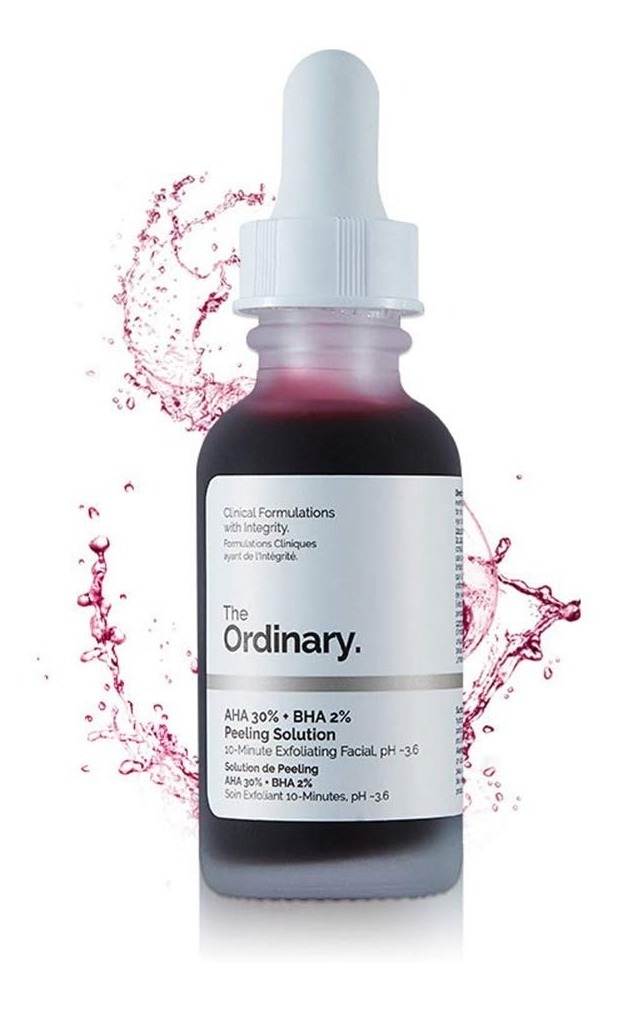 Clinical Formulations
with Integrity.
Formulations Cliniques
ayant de l'Intégrité.
The
Ordinary.
AHA 30% + BHA 2%
Peeling Solution
10-Minute Exfoliating Facial, pH ~3.6
Solution de Peeling
AHA 30% + BHA 2%
Soin Exfoliant 10-Minutes, pH ~3.6